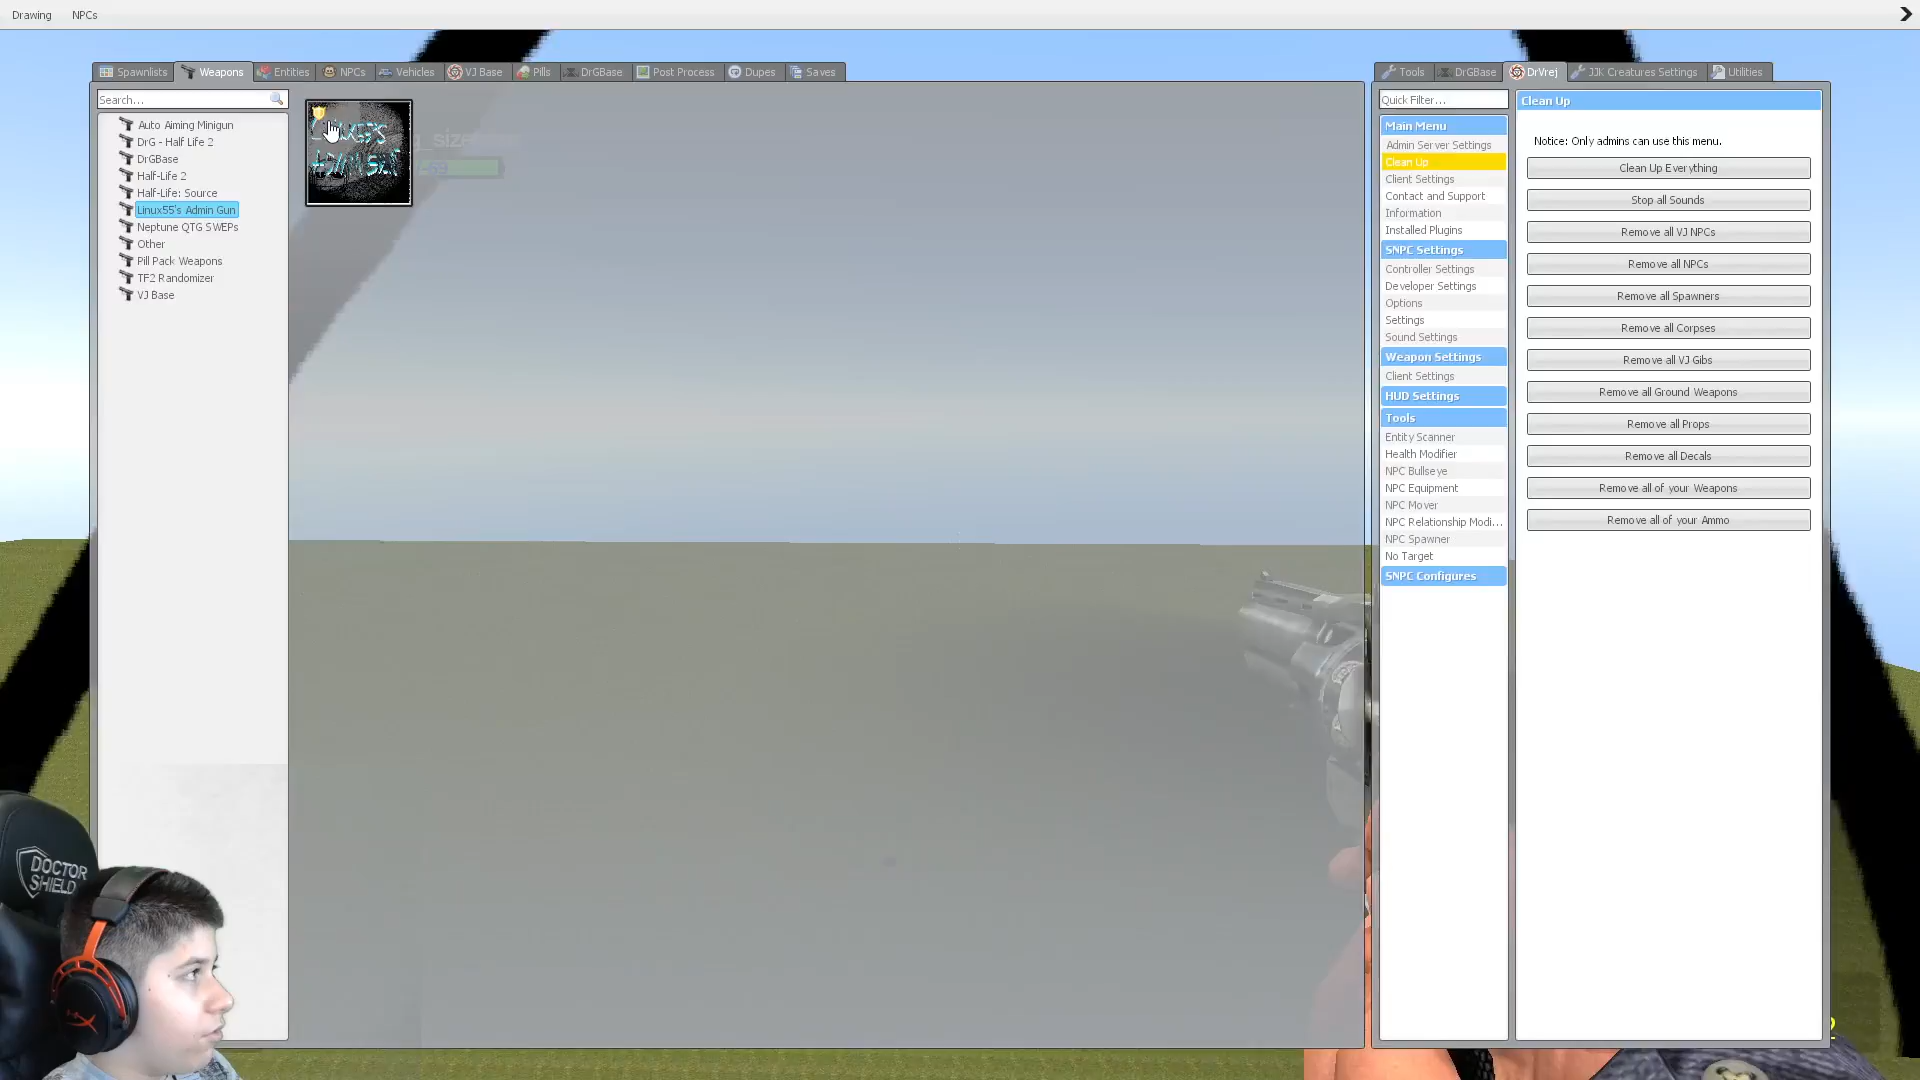 Drawing NPCs
Spawnlists Weapons Entities NPCs Vehicles VJ Base Pills DrGBase Post Process Dupes Saves
Search...
Auto Aiming Minigun
DrG - Half Life 2
DrGBase
Half-Life 2
Half-Life: Source
Linux55's Admin Gun
Neptune QTG SWEPs
Other
Pill Pack Weapons
TF2 Randomizer
VJ Base
LINUX55'S
ADMIN GUN
Tools DrGBase DrVrej JJK Creatures Settings Utilities
Quick Filter...
Main Menu
Admin Server Settings
Clean Up
Client Settings
Contact and Support
Information
Installed Plugins
SNPC Settings
Controller Settings
Developer Settings
Options
Settings
Sound Settings
Weapon Settings
Client Settings
HUD Settings
Tools
Entity Scanner
Health Modifier
NPC Bullseye
NPC Equipment
NPC Mover
NPC Relationship Modi...
NPC Spawner
No Target
SNPC Configures
Clean Up
Notice: Only admins can use this menu.
Clean Up Everything
Stop all Sounds
Remove all VJ NPCs
Remove all NPCs
Remove all Spawners
Remove all Corpses
Remove all VJ Gibs
Remove all Ground Weapons
Remove all Props
Remove all Decals
Remove all of your Weapons
Remove all of your Ammo
DOCTOR
SHIELD